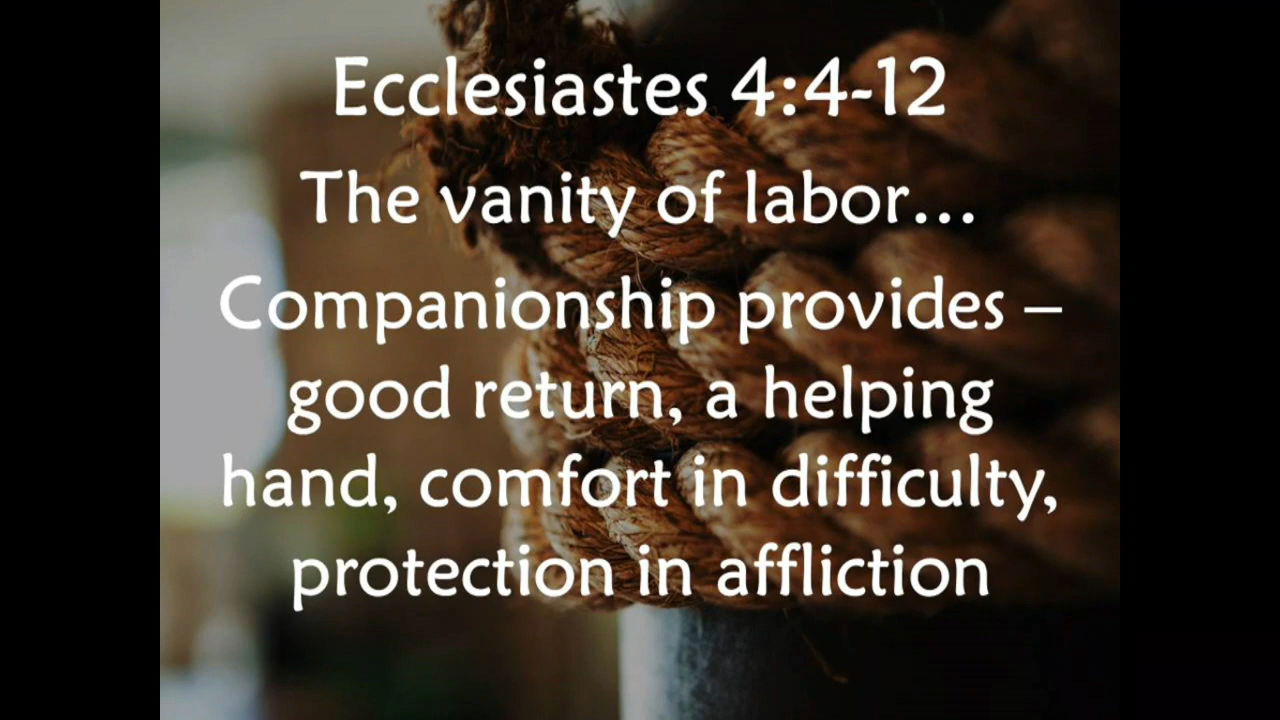 Ecclesiastes 4:4-12
The vanity of labor...
Companionship provides –
good return, a helping
hand, comfort in difficulty,
protection in affliction